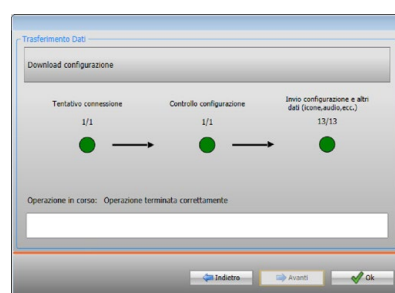 Trasferimento Dati
Download configurazione
Tentativo connessione
Controllo configurazione
Invio configurazione e altri
dati (icone,audio,ecc.)
1/1
1/1
13/13
Operazione in corso: Operazione terminata correttamente
Indietro
Avanti
Ok